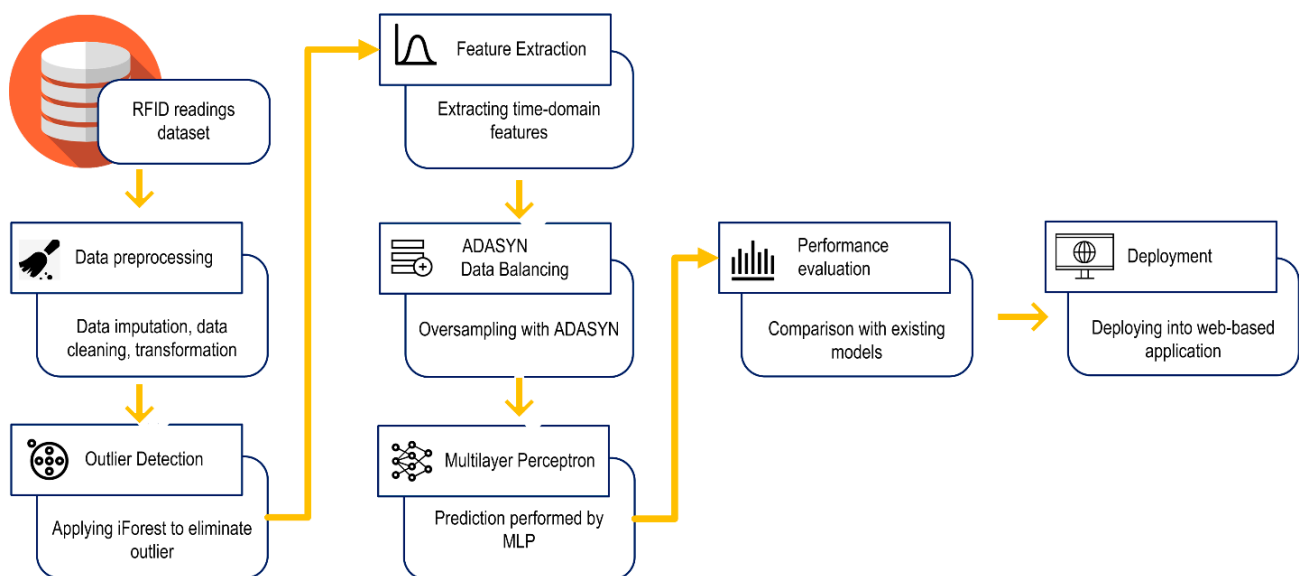 RFID readings
dataset
Data preprocessing
Data imputation, data
cleaning, transformation
Outlier Detection
Applying iForest to eliminate
outlier
Feature Extraction
Extracting time-domain
features
ADASYN
Data Balancing
Oversampling with ADASYN
Multilayer Perceptron
Prediction performed by
MLP
Performance
evaluation
Comparison with existing
models
Deployment
Deploying into web-based
application